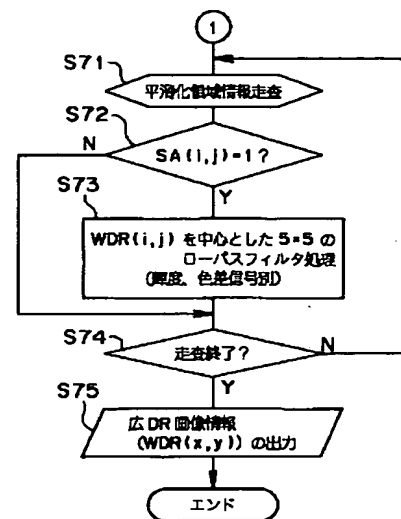 1
S71
平滑化領域情報走査
S72
N
SA(i,j)=1?
Y
S73
WDR(i,j)を中心とした5*5の
ローパスフィルタ処理
(輝度、色差信号別)
S74
走査終了?
N
Y
S75
広DR画像情報
(WDR(x,y))の出力
エンド